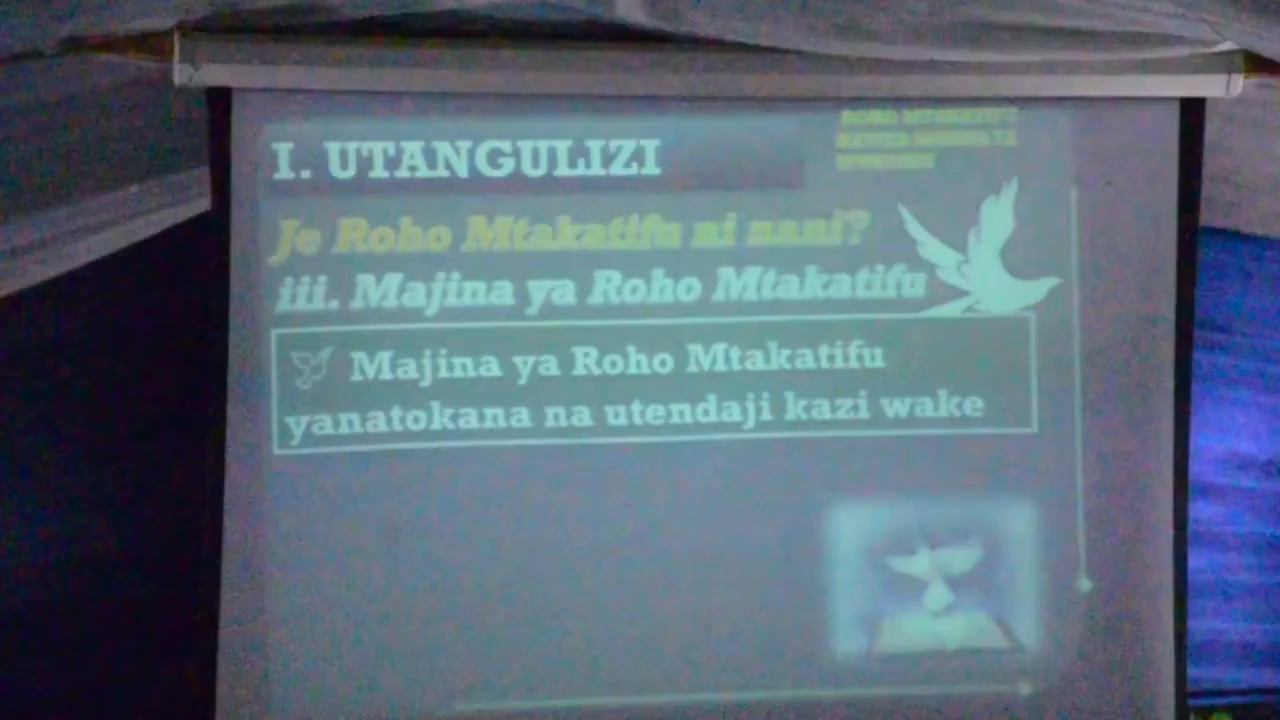 I. UTANGULIZI
Je Roho Mtakatifu ni nani?
iii. Majina ya Roho Mtakatifu
Majina ya Roho Mtakatifu
yanatokana na utendaji kazi wake